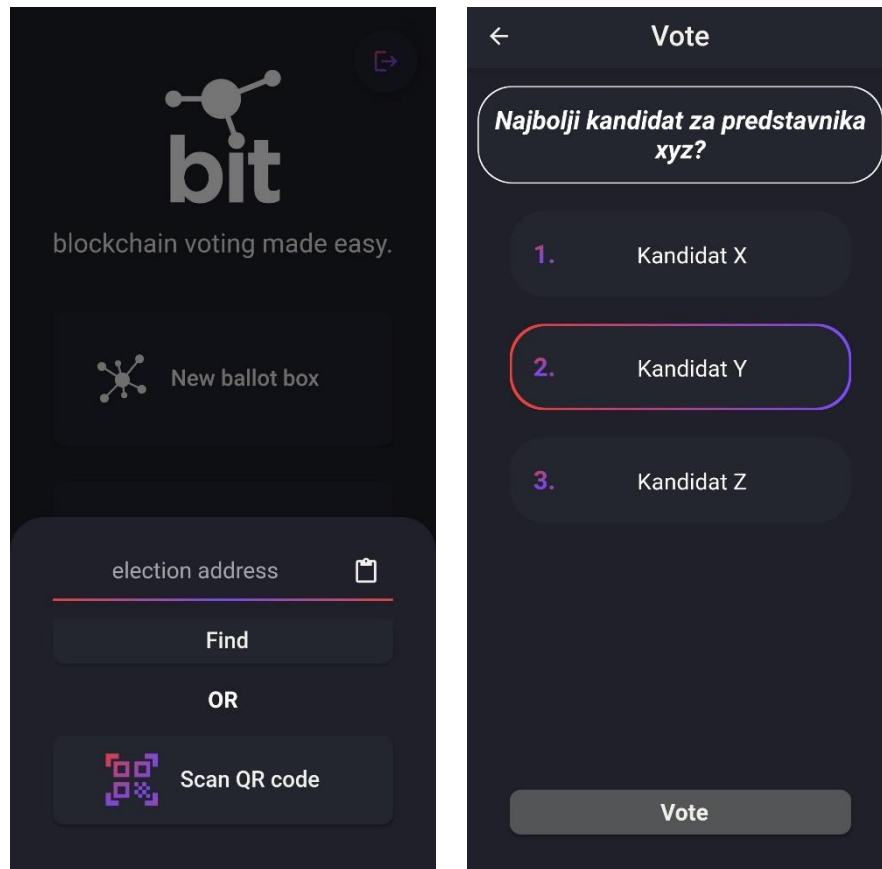 bit
blockchain voting made easy.
New ballot box
election address
Find
OR
Scan QR code
Vote
Najbolji kandidat za predstavnika
xyz?
1. Kandidat X
2. Kandidat Y
3. Kandidat Z
Vote